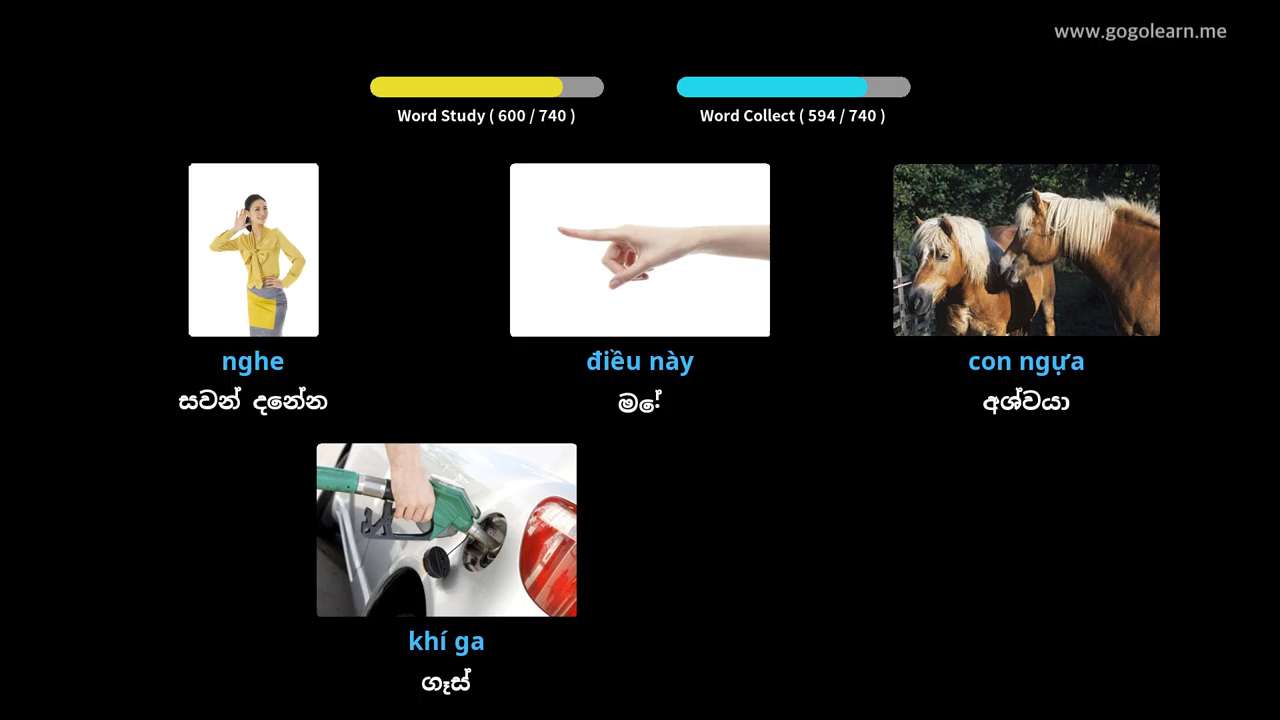 www.gogolearn.me
Word Study ( 600 / 740 )
Word Collect ( 594 / 740 )
nghe
සවන් දෙන්න
điều này
මේ
con ngựa
අශ්වයා
khí ga
ගෑස්